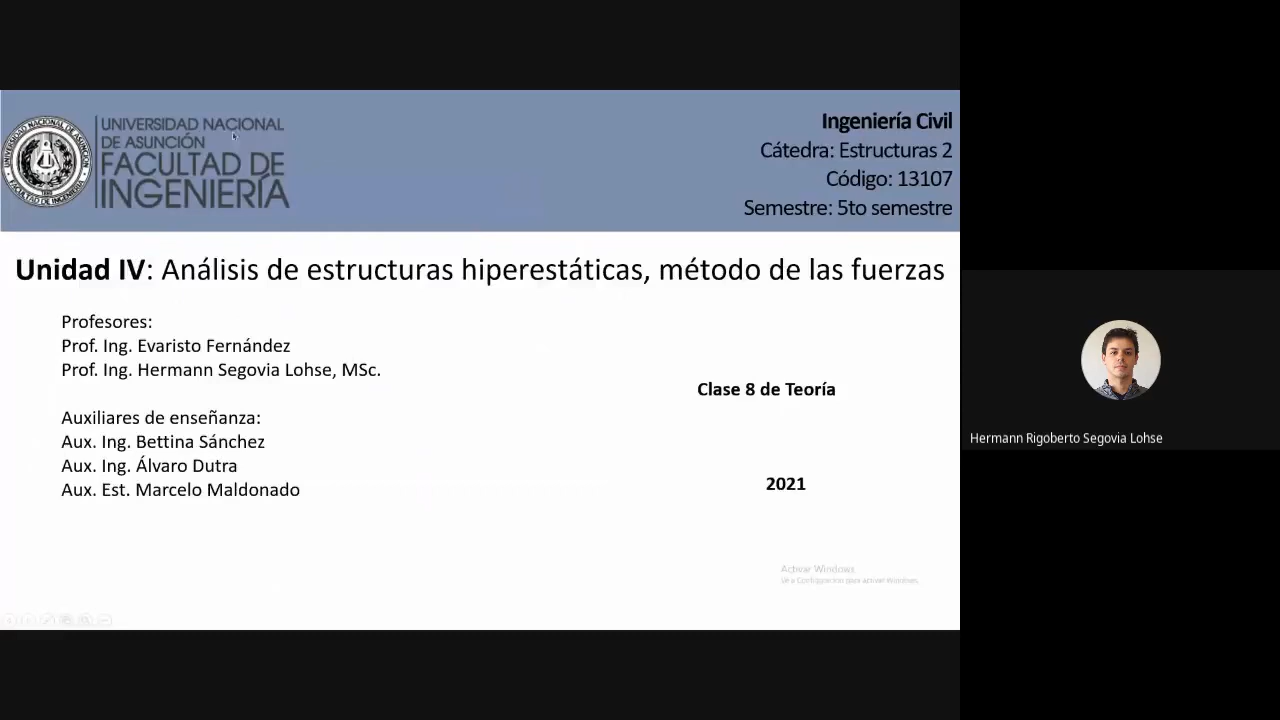 UNIVERSIDAD NACIONAL
DE ASUNCIÓN
FACULTAD DE
INGENIERÍA
Ingeniería Civil
Cátedra: Estructuras 2
Código: 13107
Semestre: 5to semestre
Unidad IV: Análisis de estructuras hiperestáticas, método de las fuerzas
Profesores:
Prof. Ing. Evaristo Fernández
Prof. Ing. Hermann Segovia Lohse, MSc.
Clase 8 de Teoría
Auxiliares de enseñanza:
Aux. Ing. Bettina Sánchez
Aux. Ing. Álvaro Dutra
Aux. Est. Marcelo Maldonado
2021
Activar Windows
Ve a Configuración para activar Windows.
Hermann Rigoberto Segovia Lohse